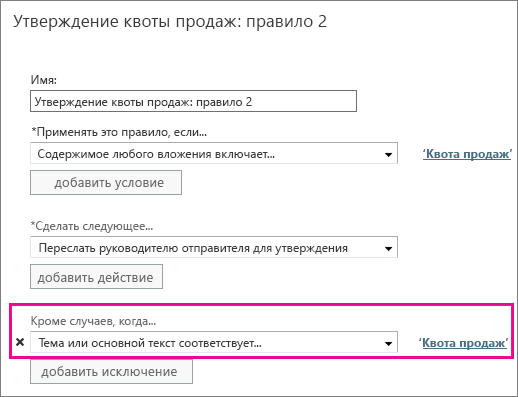 Утверждение квоты продаж: правило 2
Имя:
Утверждение квоты продаж: правило 2
*Применять это правило, если...
Содержимое любого вложения включает... ‘Квота продаж’
добавить условие
*Сделать следующее...
Переслать руководителю отправителя для утверждения
добавить действие
Кроме случаев, когда...
Тема или основной текст соответствует... ‘Квота продаж’
добавить исключение